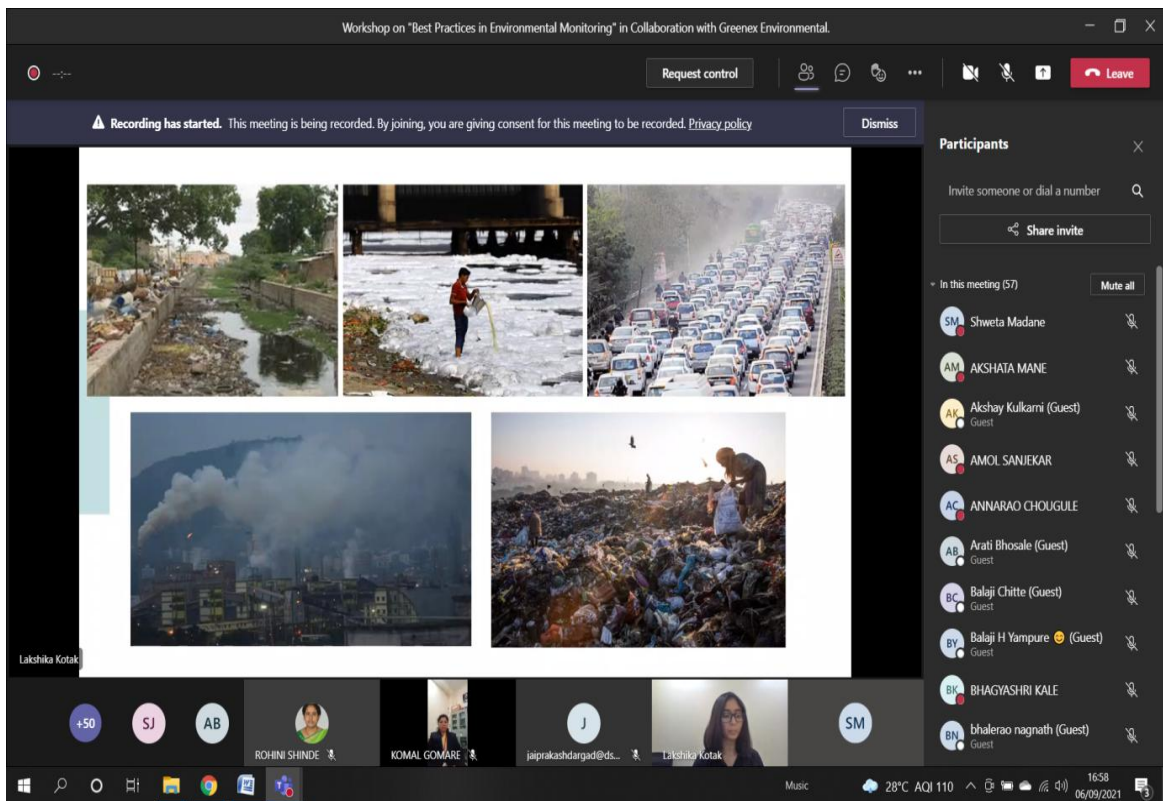 Workshop on "Best Practices in Environmental Monitoring" in Collaboration with Greenex Environmental.
--:--
Request control
Leave
Recording has started. This meeting is being recorded. By joining, you are giving consent for this meeting to be recorded. Privacy policy
Dismiss
Participants
Invite someone or dial a number
Share invite
In this meeting (57)
Mute all
SM Shweta Madane
AM AKSHATA MANE
AK Akshay Kulkarni (Guest)
Guest
AS AMOL SANJEKAR
AC ANNARAO CHOUGULE
AB Arati Bhosale (Guest)
Guest
BC Balaji Chitte (Guest)
Guest
BY Balaji H Yampure 😊 (Guest)
Guest
BK BHAGYASHRI KALE
BN bhalerao nagnath (Guest)
Guest
Lakshika Kotak
+50
SJ
AB
ROHINI SHINDE
KOMAL GOMARE
J
jaiprakashdargad@ds...
Lakshika Kotak
SM
Music
28°C AQI 110
16:58
06/09/2021
3